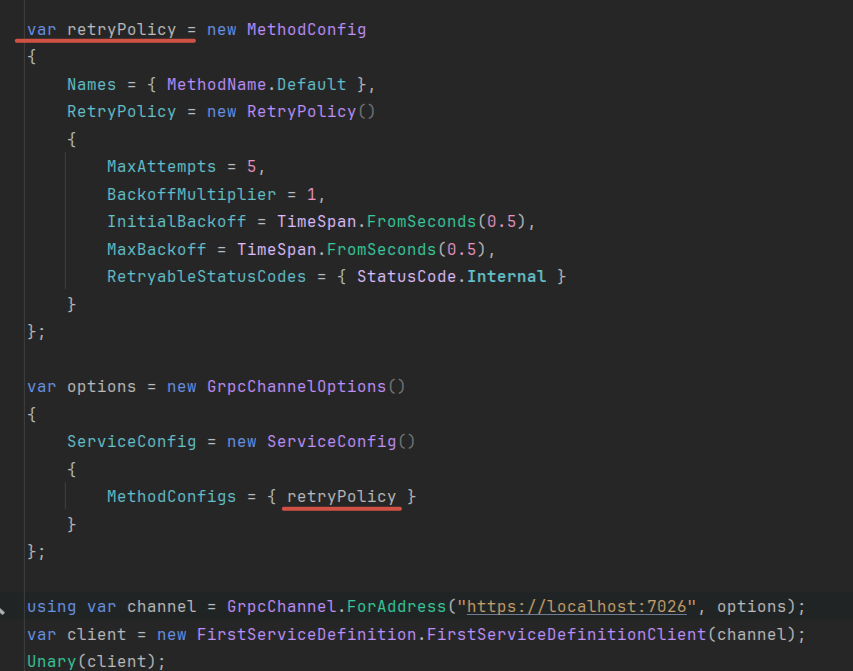 var retryPolicy = new MethodConfig
{
    Names = { MethodName.Default },
    RetryPolicy = new RetryPolicy()
    {
        MaxAttempts = 5,
        BackoffMultiplier = 1,
        InitialBackoff = TimeSpan.FromSeconds(0.5),
        MaxBackoff = TimeSpan.FromSeconds(0.5),
        RetryableStatusCodes = { StatusCode.Internal }
    }
};

var options = new GrpcChannelOptions()
{
    ServiceConfig = new ServiceConfig()
    {
        MethodConfigs = { retryPolicy }
    }
};

using var channel = GrpcChannel.ForAddress("https://localhost:7026", options);
var client = new FirstServiceDefinition.FirstServiceDefinitionClient(channel);
Unary(client);